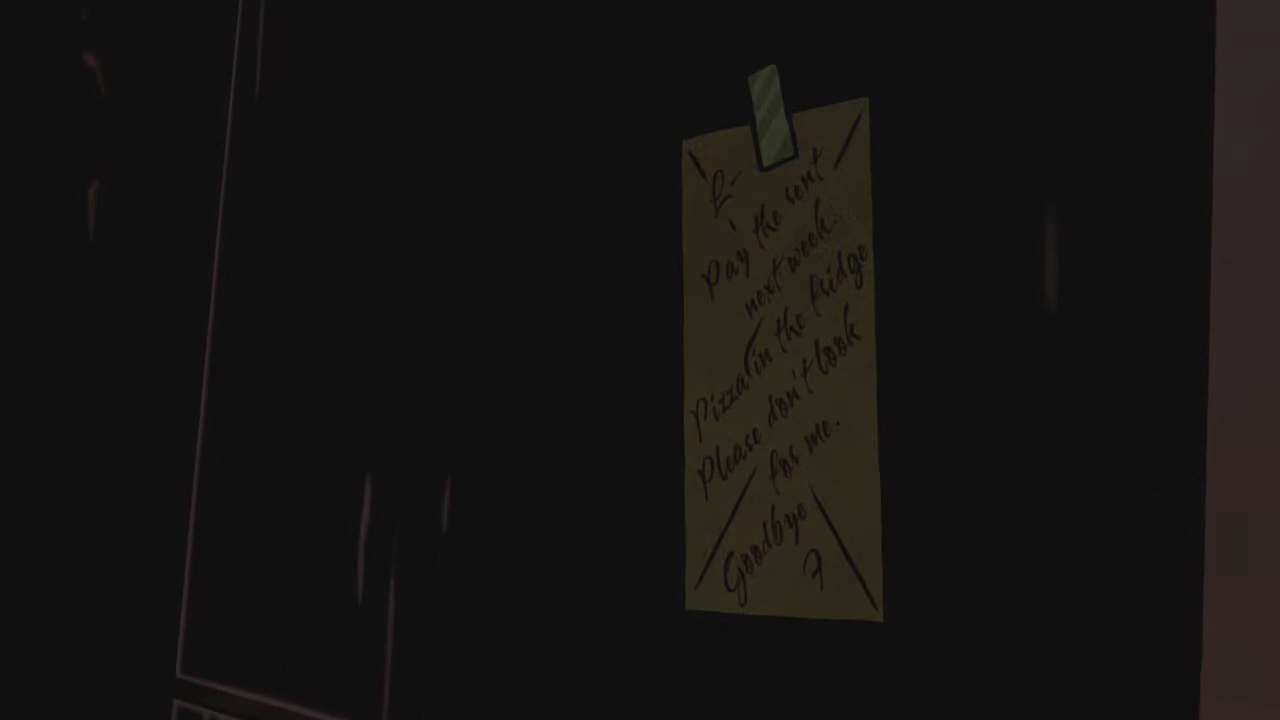 R-
Pay the rent
next week.
Pizza in the fridge
Please don't look
for me.
Goodbye
J